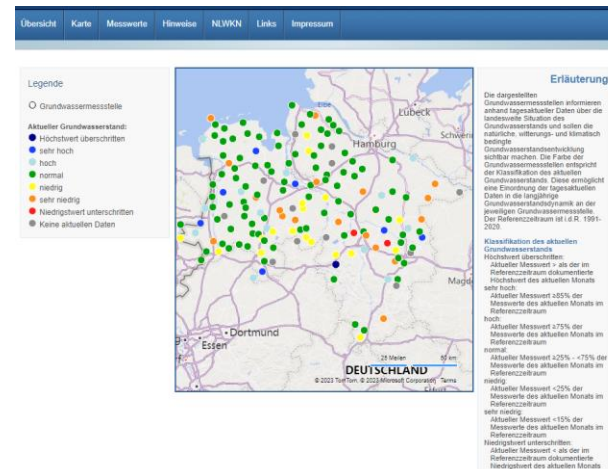 Übersicht Karte Messwerte Hinweise NLWKN Links Impressum
Legende
Grundwassermessstelle
Aktueller Grundwasserstand:
Höchstwert überschritten
sehr hoch
hoch
normal
niedrig
sehr niedrig
Niedrigstwert unterschritten
Keine aktuellen Daten
Elbe
Lübeck
Schwerin
Hamburg
Bremen
Magd
Dortmund
Essen
25 Meilen 50 km
DEUTSCHLAND
© 2023 TomTom, © 2023 Microsoft Corporation Terms
Erfurt
Erläuterung
Die dargestellten
Grundwassermessstellen informieren
anhand tagesaktueller Daten über die
landesweite Situation des
Grundwasserstands und sollen die
natürliche, witterungs- und klimatisch
bedingte
Grundwasserstandsentwicklung
sichtbar machen. Die Farbe der
Grundwassermessstellen entspricht
der Klassifikation des aktuellen
Grundwasserstands. Diese ermöglicht
eine Einordnung der tagesaktuellen
Daten in die langjährige
Grundwasserstandsdynamik an der
jeweiligen Grundwassermessstelle.
Der Referenzzeitraum ist i.d.R. 1991-
2020.
Klassifikation des aktuellen
Grundwasserstands
Höchstwert überschritten:
Aktueller Messwert > als der im
Referenzzeitraum dokumentierte
Höchstwert des aktuellen Monats
sehr hoch:
Aktueller Messwert ≥85% der
Messwerte des aktuellen Monats im
Referenzzeitraum
hoch:
Aktueller Messwert ≥75% der
Messwerte des aktuellen Monats im
Referenzzeitraum
normal:
Aktueller Messwert ≥25% - <75% der
Messwerte des aktuellen Monats im
Referenzzeitraum
niedrig:
Aktueller Messwert <25% der
Messwerte des aktuellen Monats im
Referenzzeitraum
sehr niedrig:
Aktueller Messwert <15% der
Messwerte des aktuellen Monats im
Referenzzeitraum
Niedrigstwert unterschritten:
Aktueller Messwert < als der im
Referenzzeitraum dokumentierte
Niedrigstwert des aktuellen Monats